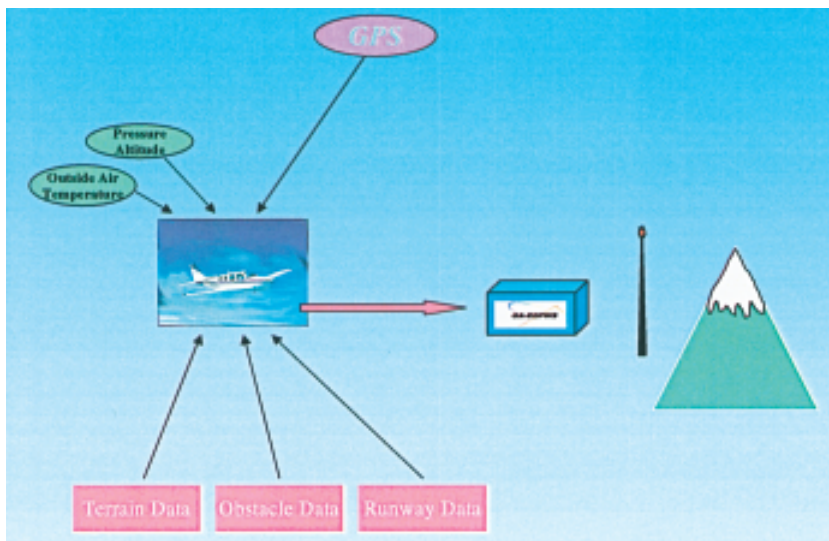 GPS
Pressure
Altitude
Outside Air
Temperature
Terrain Data
Obstacle Data
Runway Data